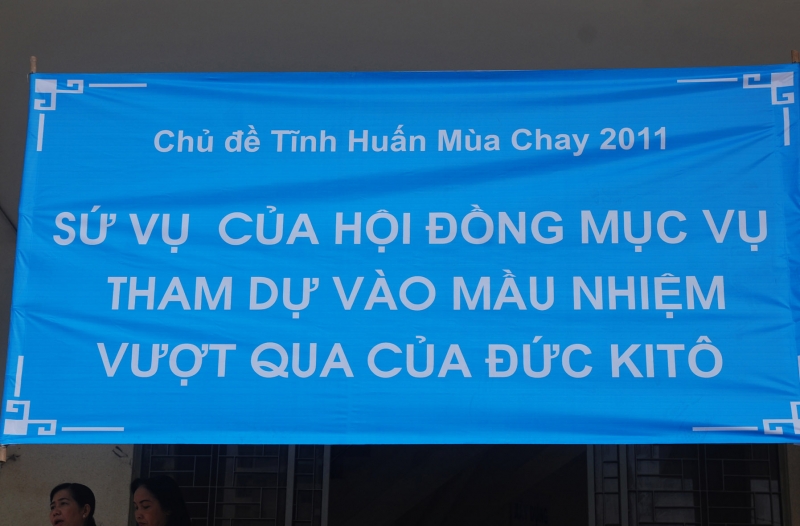 Chủ đề Tĩnh Huấn Mùa Chay 2011
SỨ VỤ CỦA HỘI ĐỒNG MỤC VỤ
THAM DỰ VÀO MẦU NHIỆM
VƯỢT QUA CỦA ĐỨC KITÔ